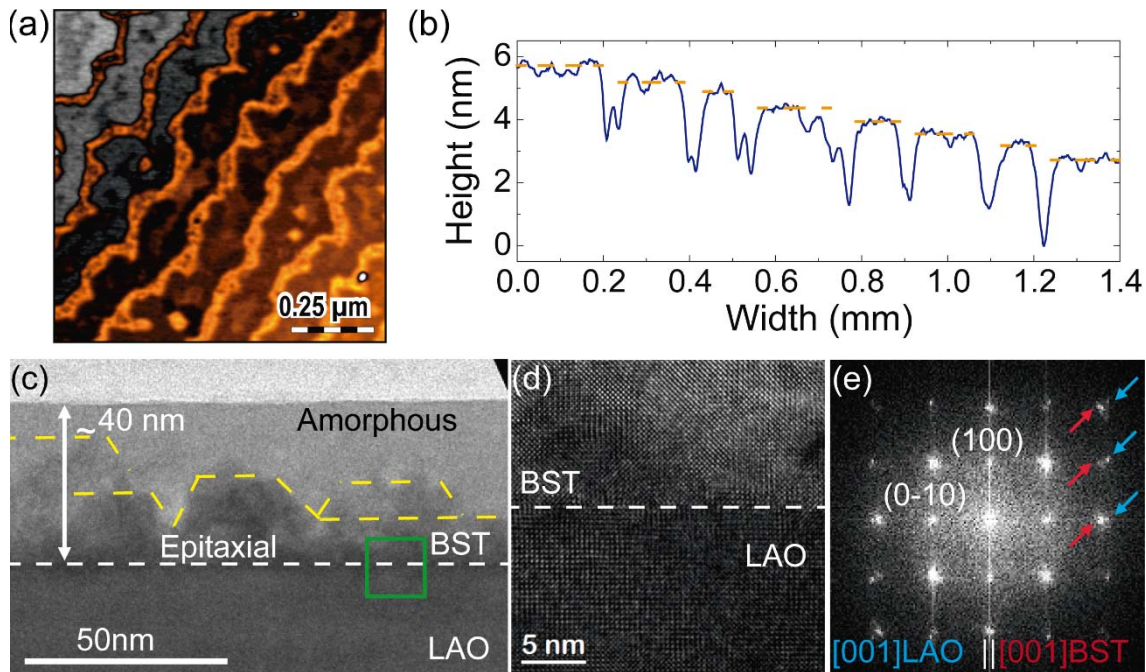 (a)
0.25 µm
(b)
Height (nm)
6
4
2
0
0.0 0.2 0.4 0.6 0.8 1.0 1.2 1.4
Width (mm)
(c)
~40 nm
Amorphous
Epitaxial
BST
50nm
LAO
(d)
BST
LAO
5 nm
(e)
(100)
(0-10)
[001]LAO || [001]BST